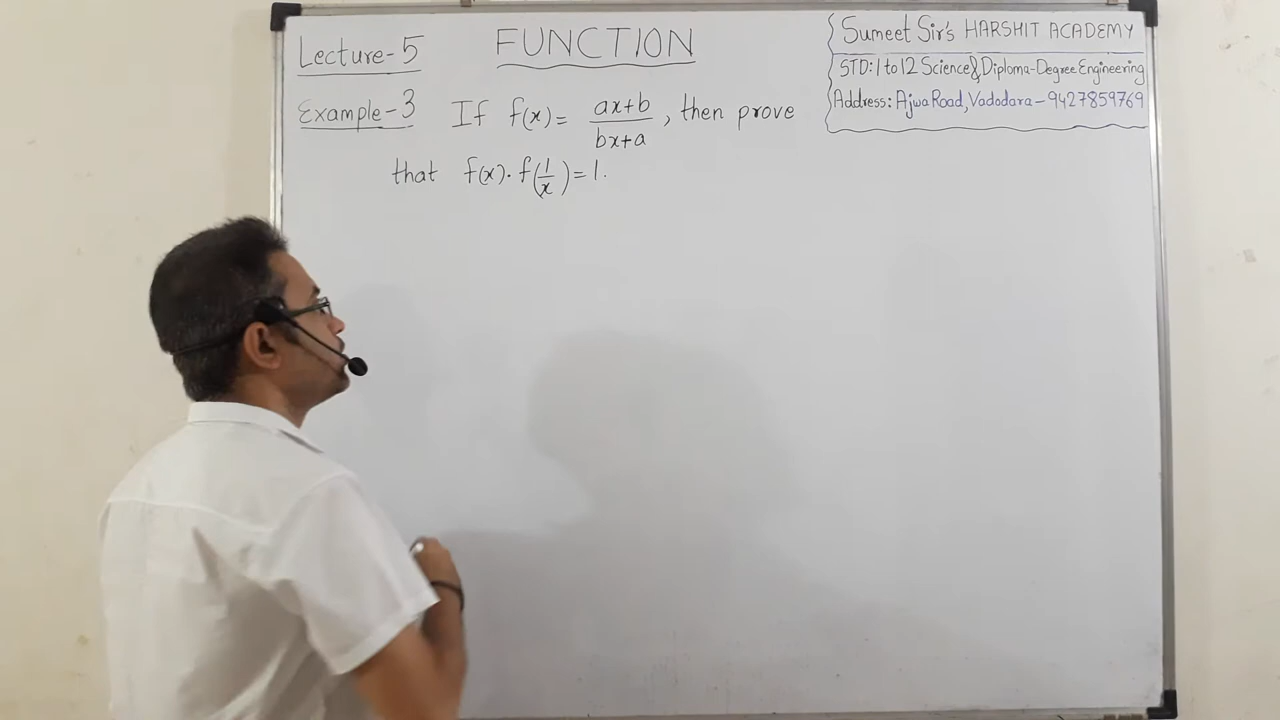 Lecture-5
FUNCTION
Sumeet Sir's HARSHIT ACADEMY
STD: 1 to 12 Science & Diploma-Degree Engineering
Address: Ajwa Road, Vadodara - 9427859769
Example-3 If f(x) = (ax+b)/(bx+a), then prove
that f(x)·f(1/x) = 1.